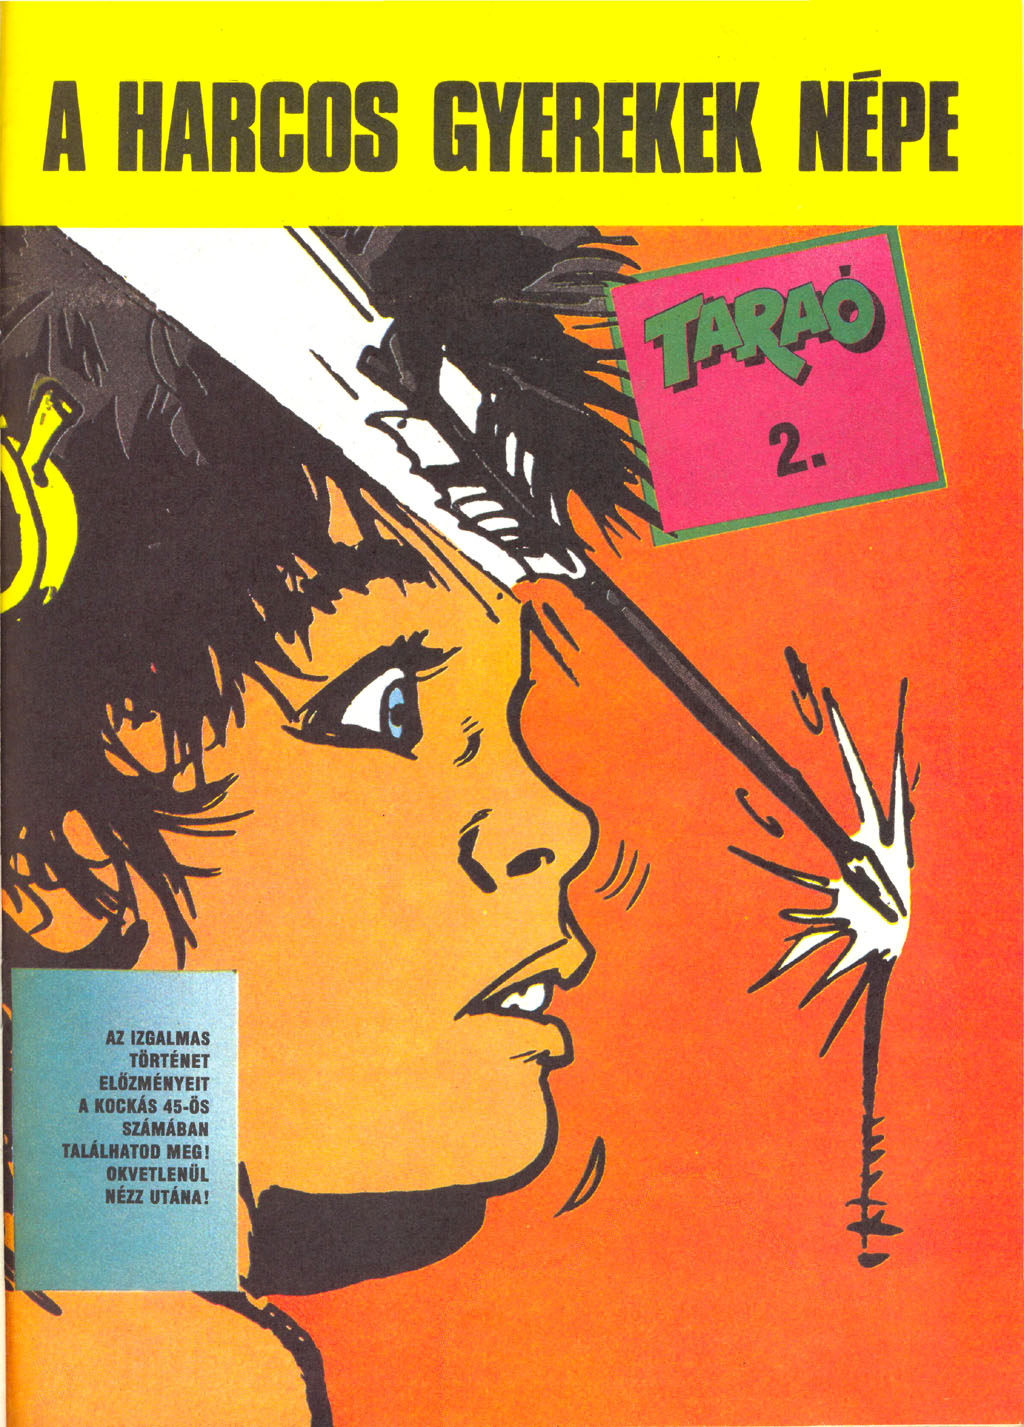 A HARCOS GYEREKEK NÉPE
TARAÓ
2.
AZ IZGALMAS
TÖRTÉNET
ELŐZMÉNYEIT
A KOCKÁS 45-ÖS
SZÁMÁBAN
TALÁLHATOD MEG!
OKVETLENÜL
NÉZZ UTÁNA!